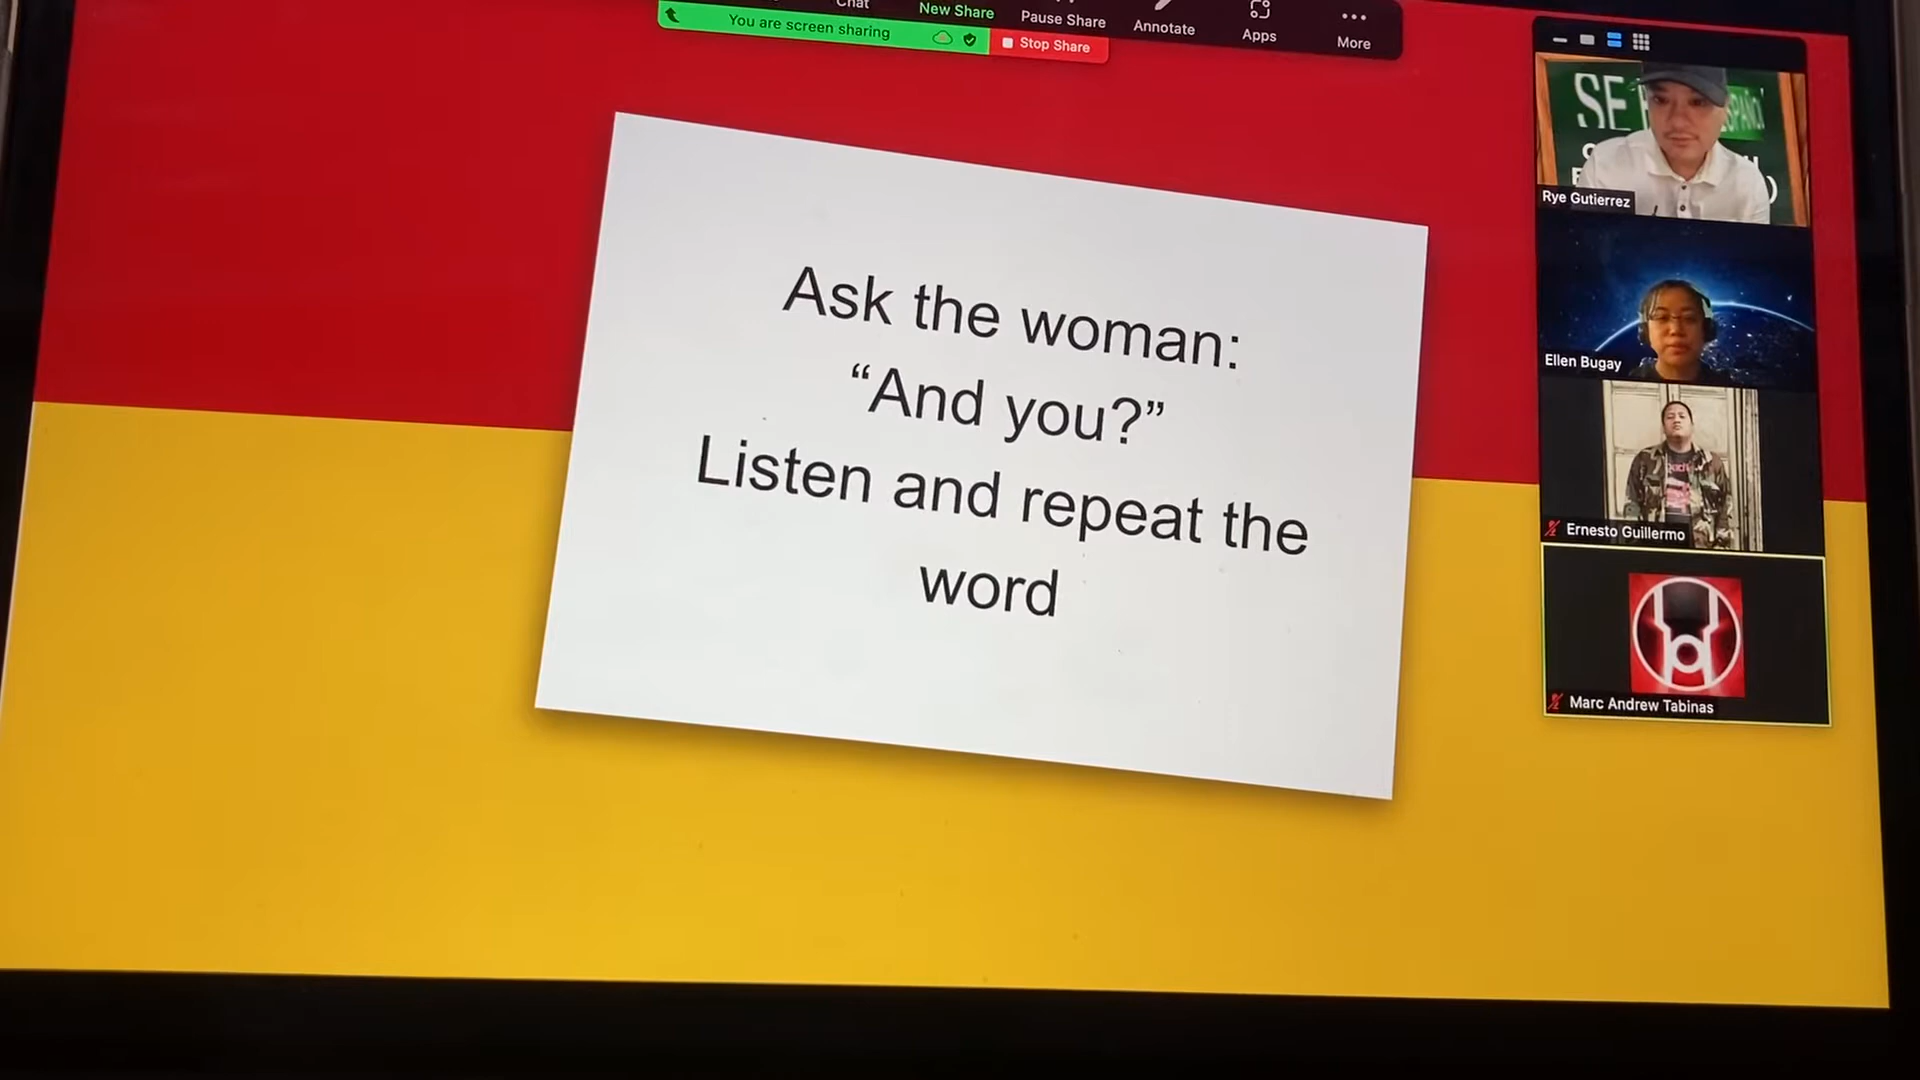 Chat
New Share
Pause Share
Annotate
Apps
More
You are screen sharing
Stop Share
Ask the woman:
“And you?”
Listen and repeat the
word
SE
Rye Gutierrez
Ellen Bugay
Ernesto Guillermo
Marc Andrew Tabinas